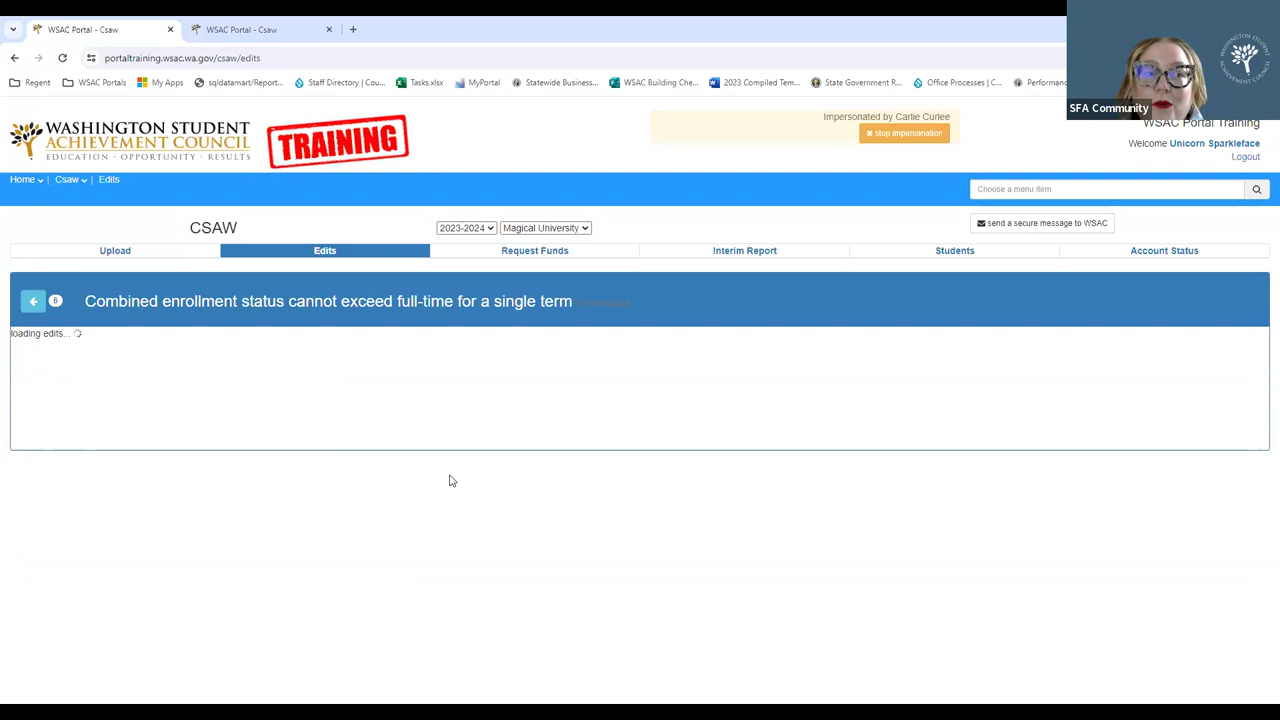 WSAC Portal - Csaw
WSAC Portal - Csaw
portaltraining.wsac.wa.gov/csaw/edits
Regent
WSAC Portals
My Apps
sqldatamart/Report...
Staff Directory | Cou...
Tasks.xlsx
MyPortal
Statewide Business...
WSAC Building Che...
2023 Compiled Tem...
State Government R...
Office Processes | C...
Performanc
WASHINGTON STUDENT
ACHIEVEMENT COUNCIL
EDUCATION · OPPORTUNITY · RESULTS
TRAINING
Impersonated by Carlie Curlee
stop impersonation
SFA Community
WASHINGTON STUDENT ACHIEVEMENT COUNCIL
WSAC Portal Training
Welcome Unicorn Sparkleface
Logout
Home | Csaw | Edits
Choose a menu item
CSAW
2023-2024
Magical University
send a secure message to WSAC
Upload
Edits
Request Funds
Interim Report
Students
Account Status
6
Combined enrollment status cannot exceed full-time for a single term
loading edits...